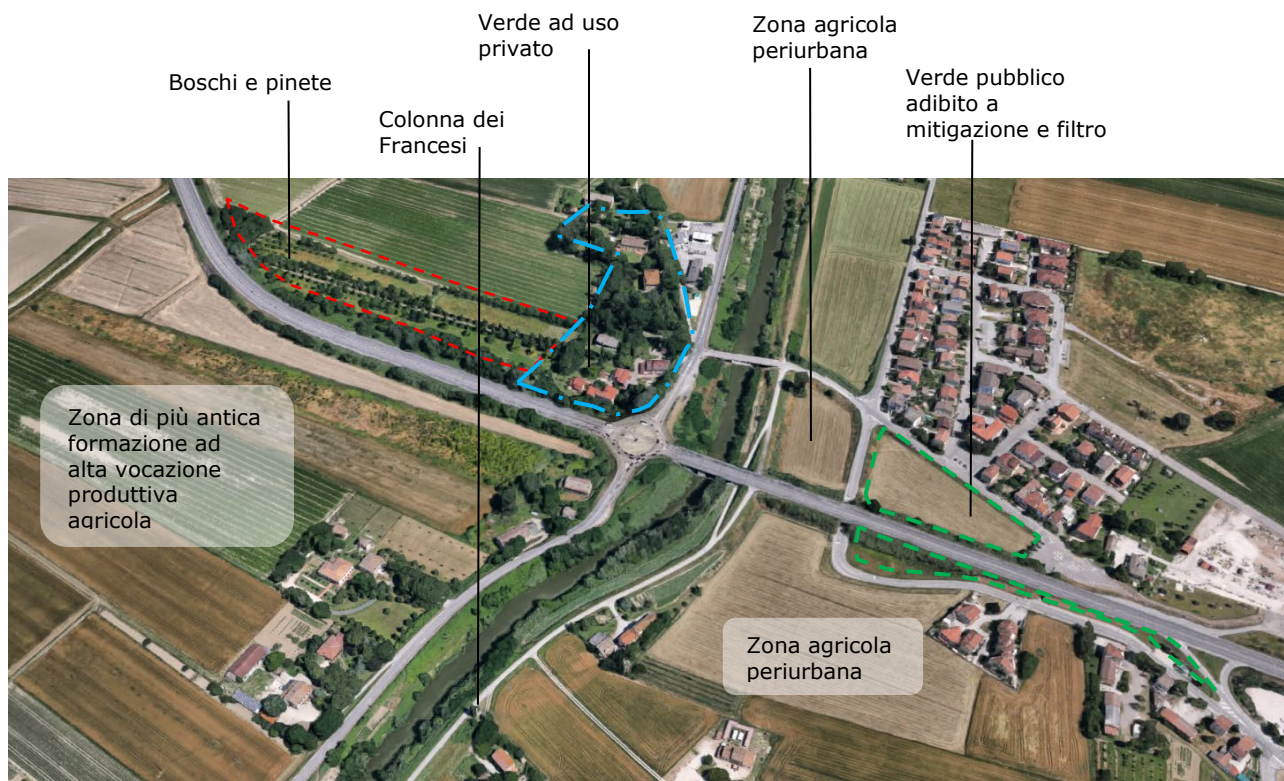 Verde ad uso
privato
Zona agricola
periurbana
Verde pubblico
adibito a
mitigazione e filtro
Boschi e pinete
Colonna dei
Francesi
Zona di più antica
formazione ad
alta vocazione
produttiva
agricola
Zona agricola
periurbana